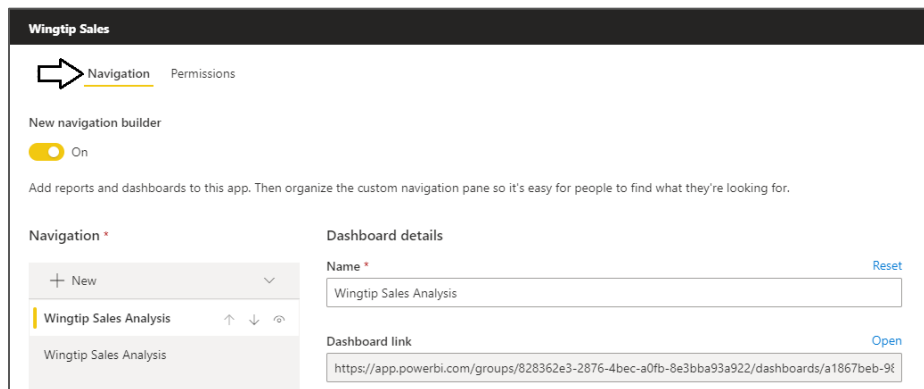 Wingtip Sales
Navigation Permissions
New navigation builder
On
Add reports and dashboards to this app. Then organize the custom navigation pane so it's easy for people to find what they're looking for.
Navigation *
New
Wingtip Sales Analysis
Wingtip Sales Analysis
Dashboard details
Name * Reset
Wingtip Sales Analysis
Dashboard link Open
https://app.powerbi.com/groups/828362e3-2876-4bec-a0fb-8e3bba93a922/dashboards/a1867beb-98